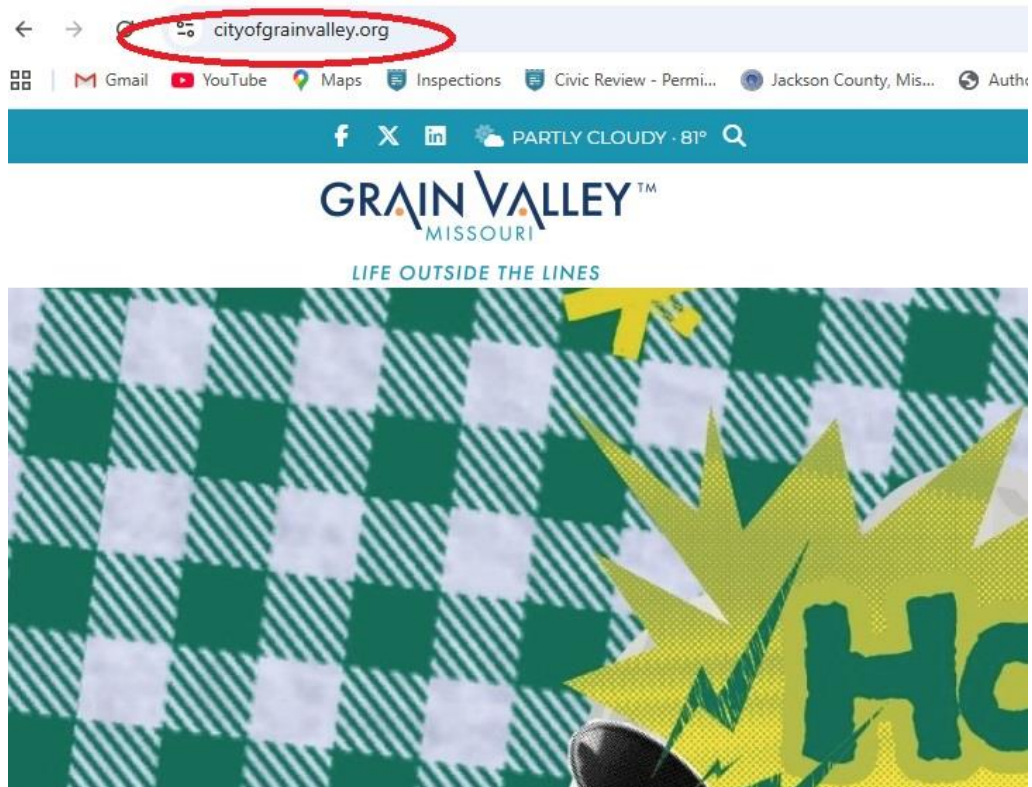 cityofgrainvalley.org
Gmail YouTube Maps Inspections Civic Review - Permi... Jackson County, Mis...
PARTLY CLOUDY · 81°
GRAIN VALLEY™
MISSOURI
LIFE OUTSIDE THE LINES